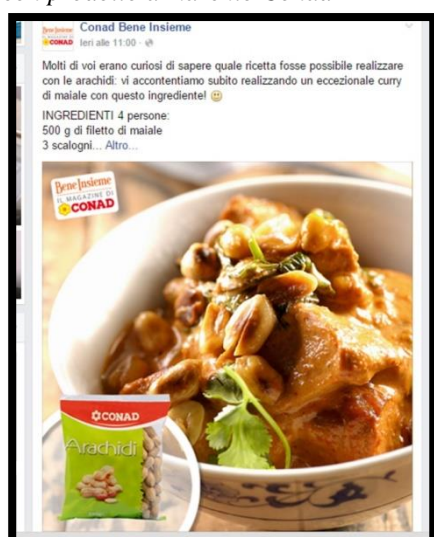 Conad Bene Insieme
Ieri alle 11:00 ·
Molti di voi erano curiosi di sapere quale ricetta fosse possibile realizzare
con le arachidi: vi accontentiamo subito realizzando un eccezionale curry
di maiale con questo ingrediente!
INGREDIENTI 4 persone:
500 g di filetto di maiale
3 scalogni... Altro...
Bene Insieme
IL MAGAZINE DI
CONAD
CONAD
Arachidi